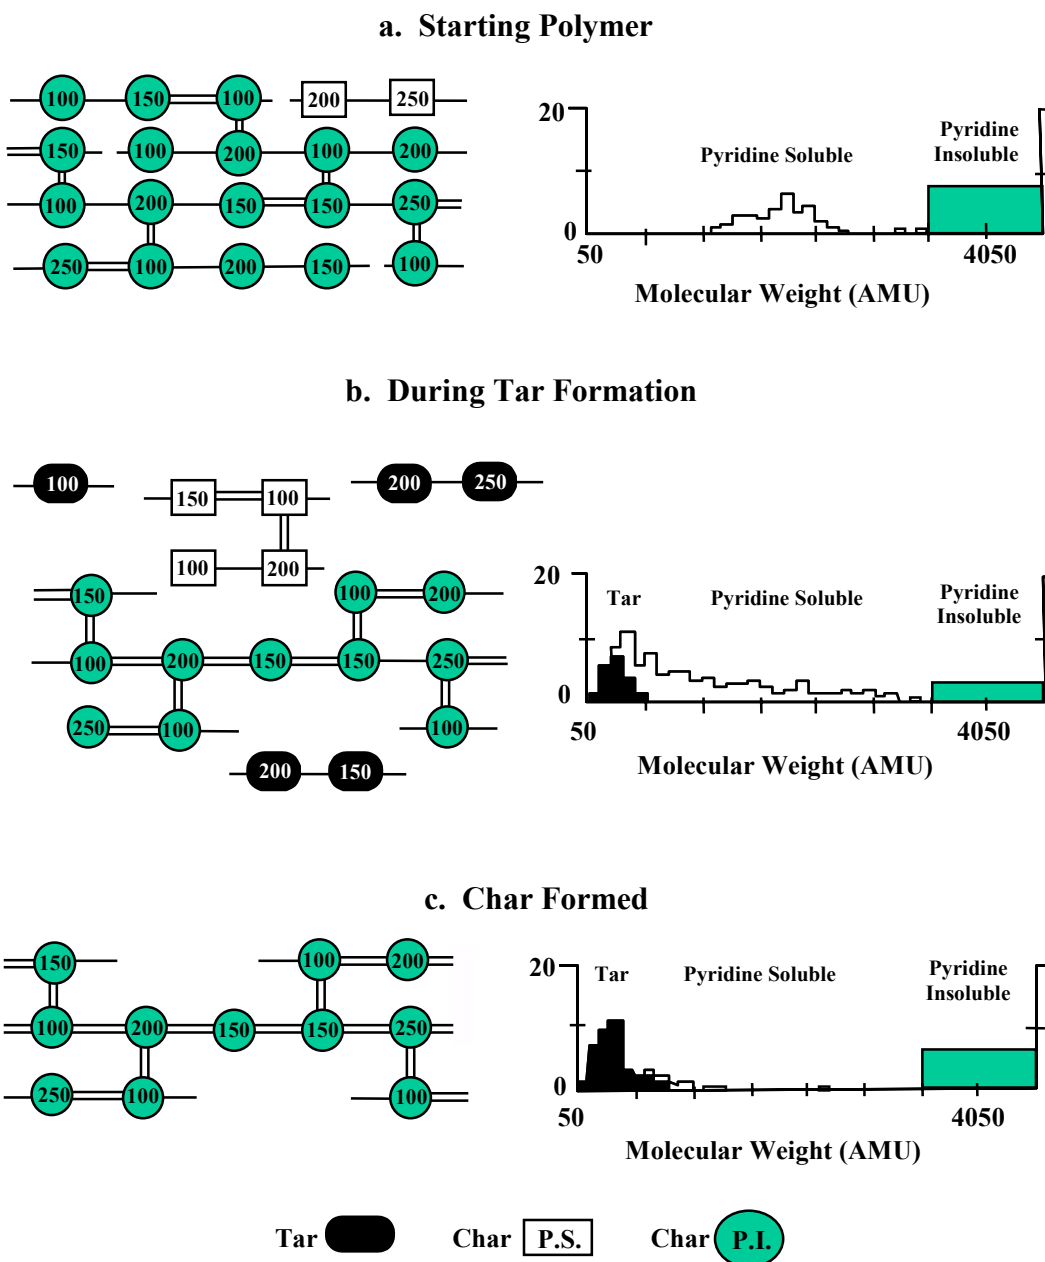 a. Starting Polymer
100 150 100 200 250
150 100 200 100 200
100 200 150 150 250
250 100 200 150 100
20
Pyridine Soluble
Pyridine
Insoluble
0
50 4050
Molecular Weight (AMU)
b. During Tar Formation
100 150 100 200 250
100 200
150 100 200
100 200 150 150 250
250 100 100
200 150
20
Tar Pyridine Soluble
Pyridine
Insoluble
0
50 4050
Molecular Weight (AMU)
c. Char Formed
150 100 200
100 200 150 150 250
250 100 100
20
Tar Pyridine Soluble
Pyridine
Insoluble
0
50 4050
Molecular Weight (AMU)
Tar Char P.S. Char P.I.